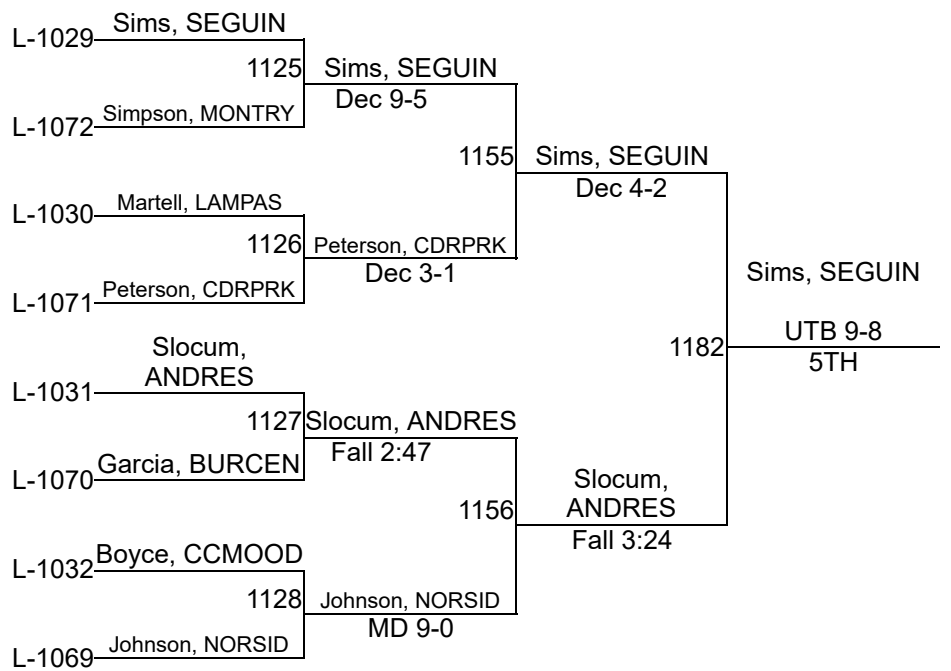 L-1029 Sims, SEGUIN
1125 Sims, SEGUIN
Dec 9-5
L-1072 Simpson, MONTRY
1155 Sims, SEGUIN
Dec 4-2
L-1030 Martell, LAMPAS
1126 Peterson, CDRPRK
Dec 3-1
L-1071 Peterson, CDRPRK
Sims, SEGUIN
1182 UTB 9-8
5TH
Slocum,
L-1031 ANDRES
1127 Slocum, ANDRES
Fall 2:47
L-1070 Garcia, BURCEN
Slocum,
1156 ANDRES
Fall 3:24
L-1032 Boyce, CCMOOD
1128 Johnson, NORSID
MD 9-0
L-1069 Johnson, NORSID